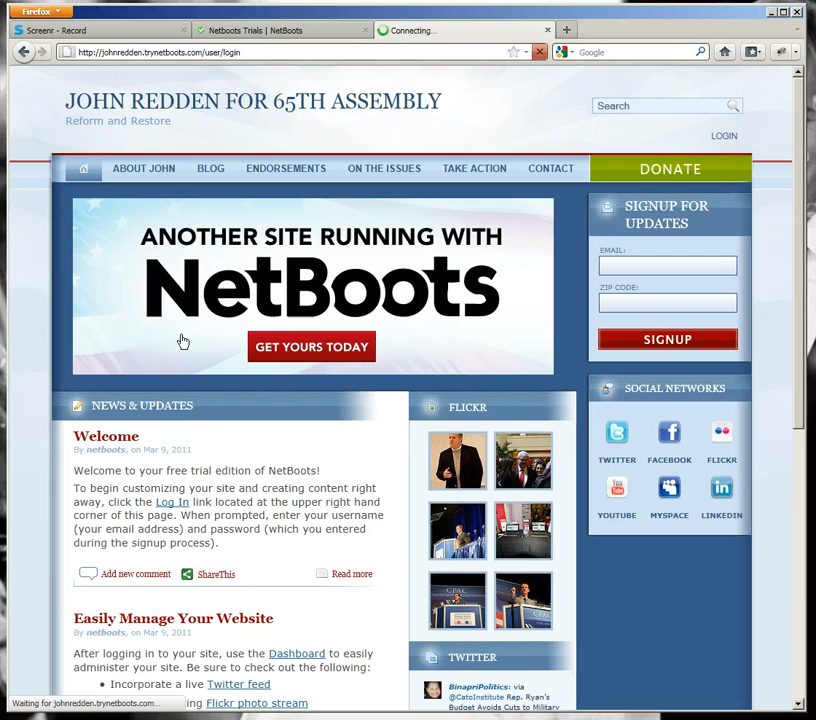 Firefox
Screenr - Record
Netboots Trials | NetBoots
Connecting...
http://johnredden.trynetboots.com/user/login
Google
JOHN REDDEN FOR 65TH ASSEMBLY
Reform and Restore
Search
LOGIN
ABOUT JOHN
BLOG
ENDORSEMENTS
ON THE ISSUES
TAKE ACTION
CONTACT
DONATE
ANOTHER SITE RUNNING WITH
NetBoots
GET YOURS TODAY
SIGNUP FOR
UPDATES
EMAIL:
ZIP CODE:
SIGNUP
SOCIAL NETWORKS
TWITTER
FACEBOOK
FLICKR
YOUTUBE
MYSPACE
LINKEDIN
NEWS & UPDATES
Welcome
By netboots, on Mar 9, 2011
Welcome to your free trial edition of NetBoots!
To begin customizing your site and creating content right
away, click the Log In link located at the upper right hand
corner of this page. When prompted, enter your username
(your email address) and password (which you entered
during the signup process).
Add new comment
ShareThis
Read more
Easily Manage Your Website
By netboots, on Mar 9, 2011
After logging in to your site, use the Dashboard to easily
administer your site. Be sure to check out the following:
• Incorporate a live Twitter feed
ing Flickr photo stream
FLICKR
TWITTER
BinapriPolitics: via
@CatoInstitute Rep. Ryan's
Budget Avoids Cuts to Military
Waiting for johnredden.trynetboots.com...